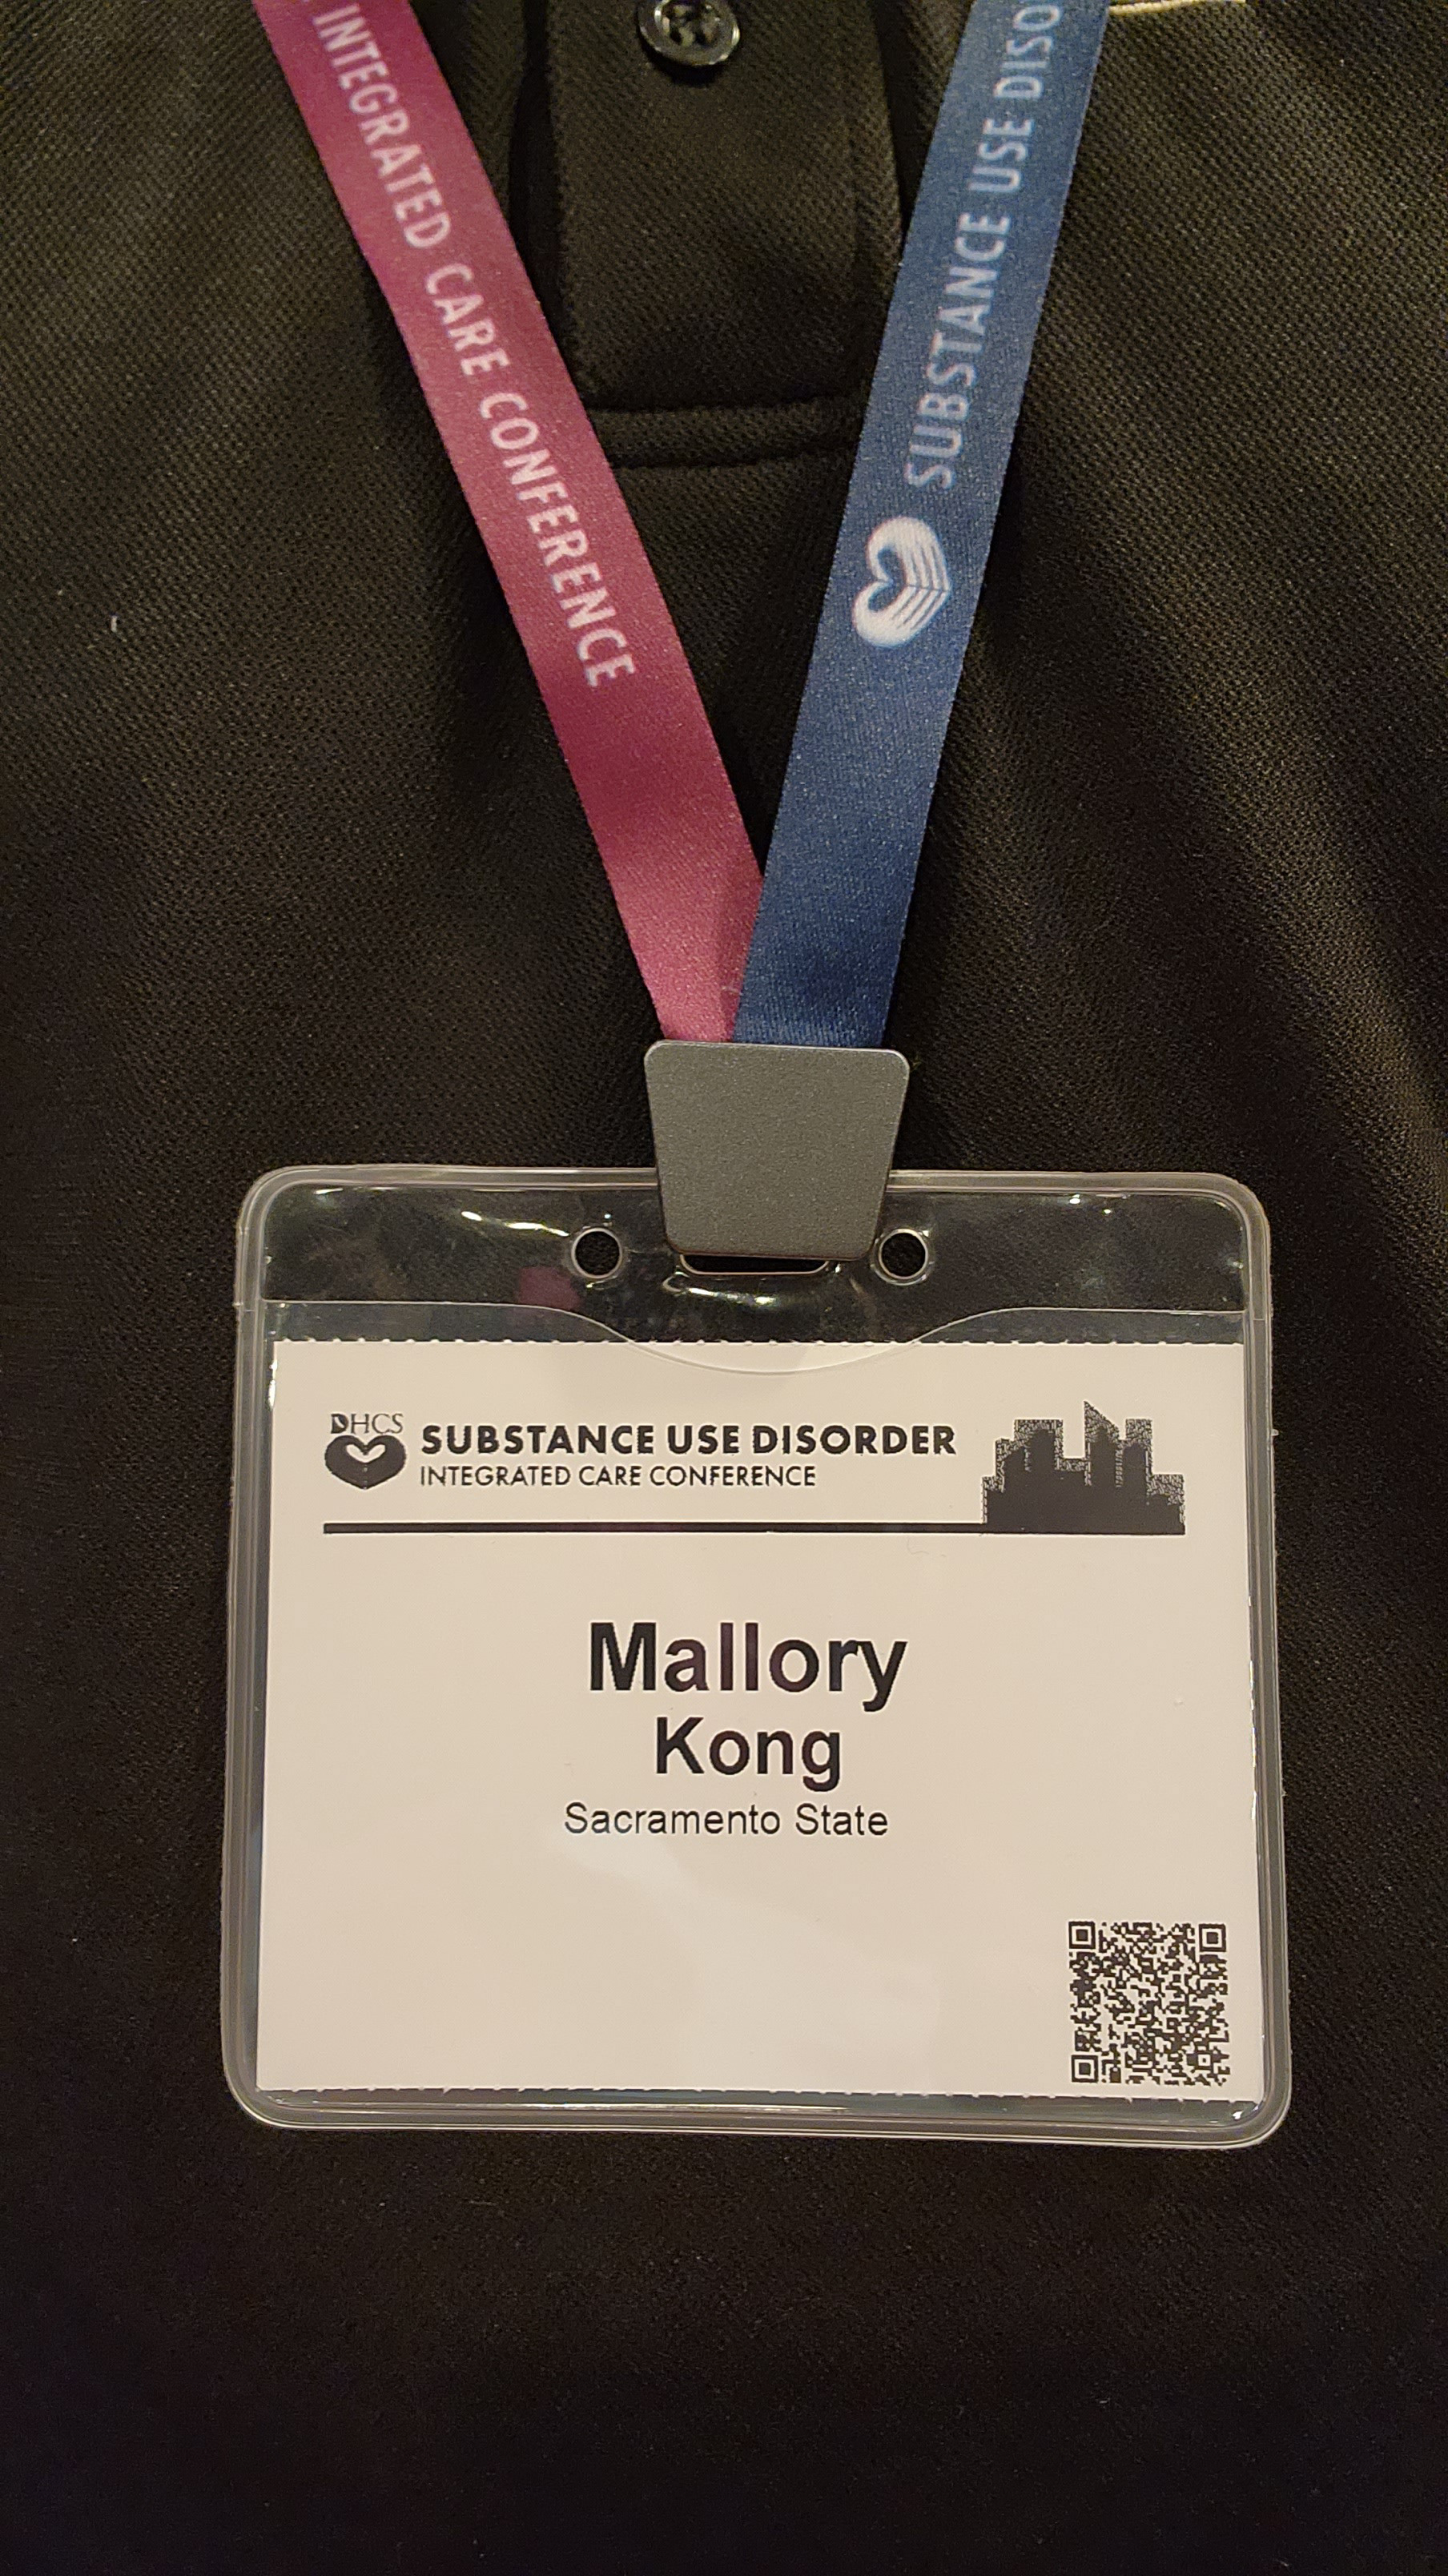 INTEGRATED CARE CONFERENCE
SUBSTANCE USE DISO
DHCS
SUBSTANCE USE DISORDER
INTEGRATED CARE CONFERENCE
Mallory
Kong
Sacramento State